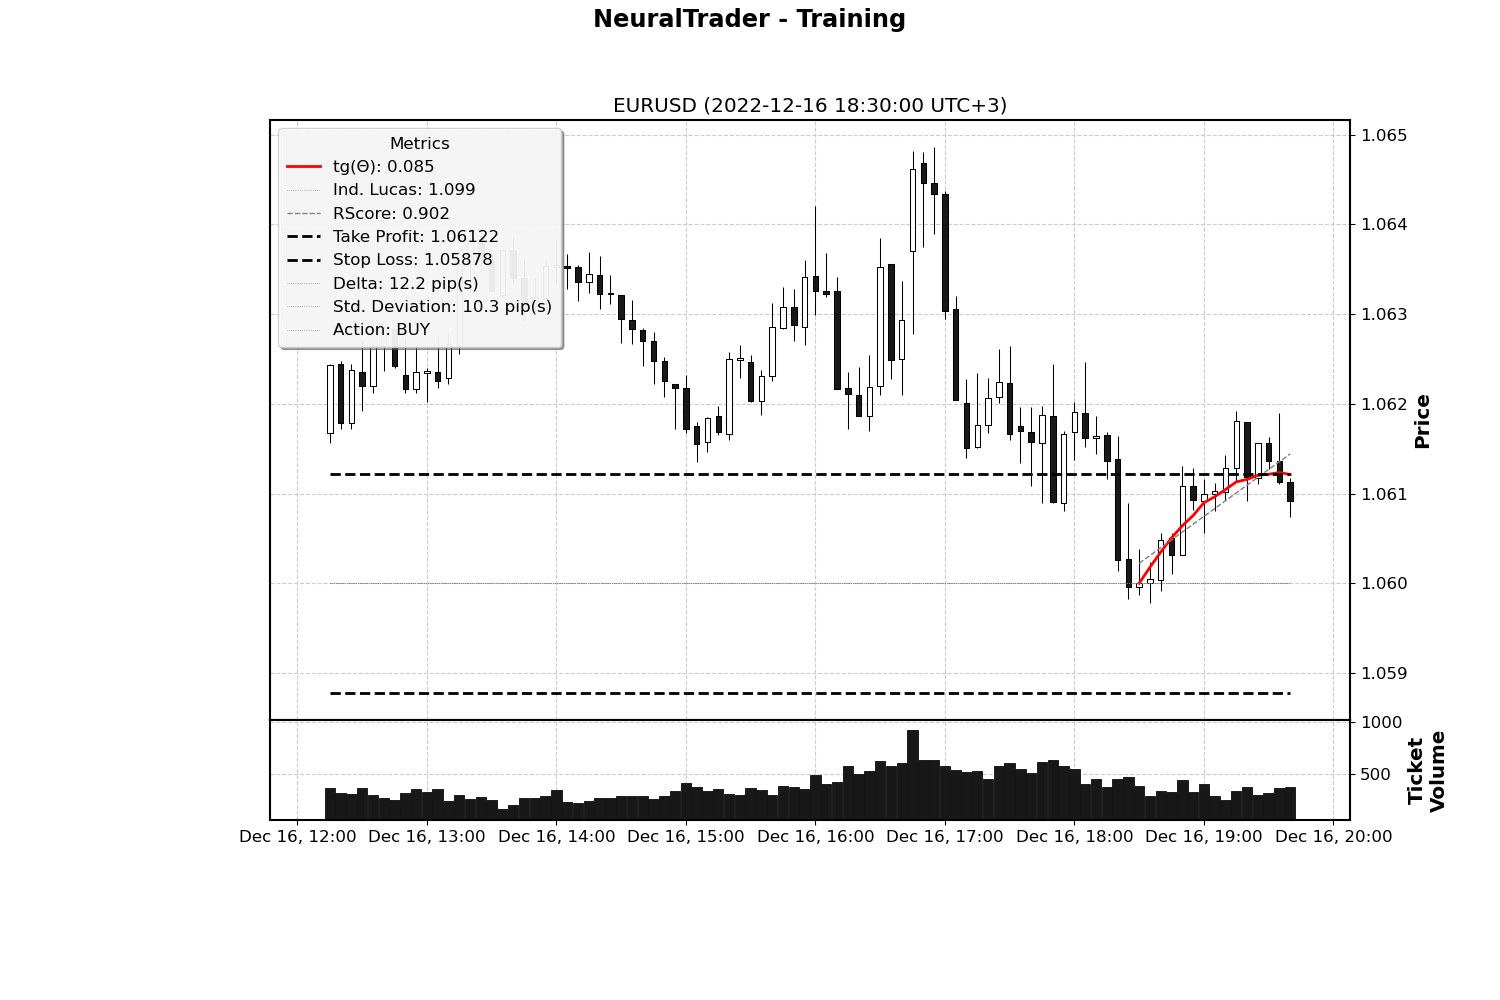 NeuralTrader - Training
EURUSD (2022-12-16 18:30:00 UTC+3)
Metrics
tg(Θ): 0.085
Ind. Lucas: 1.099
RScore: 0.902
Take Profit: 1.06122
Stop Loss: 1.05878
Delta: 12.2 pip(s)
Std. Deviation: 10.3 pip(s)
Action: BUY
1.065
1.064
1.063
1.062
1.061
1.060
1.059
Price
1000
500
Ticket
Volume
Dec 16, 12:00 Dec 16, 13:00 Dec 16, 14:00 Dec 16, 15:00 Dec 16, 16:00 Dec 16, 17:00 Dec 16, 18:00 Dec 16, 19:00 Dec 16, 20:00